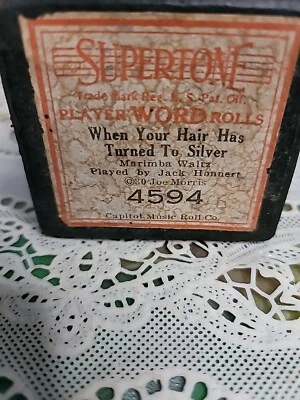 SUPERTONE
Trade Mark Reg. U. S. Pat. Off.
PLAYER WORD ROLLS
When Your Hair Has
Turned To Silver
Marimba Waltz
Played by Jack Honnert
©30 Joe Morris
4594
Capitol Music Roll Co.